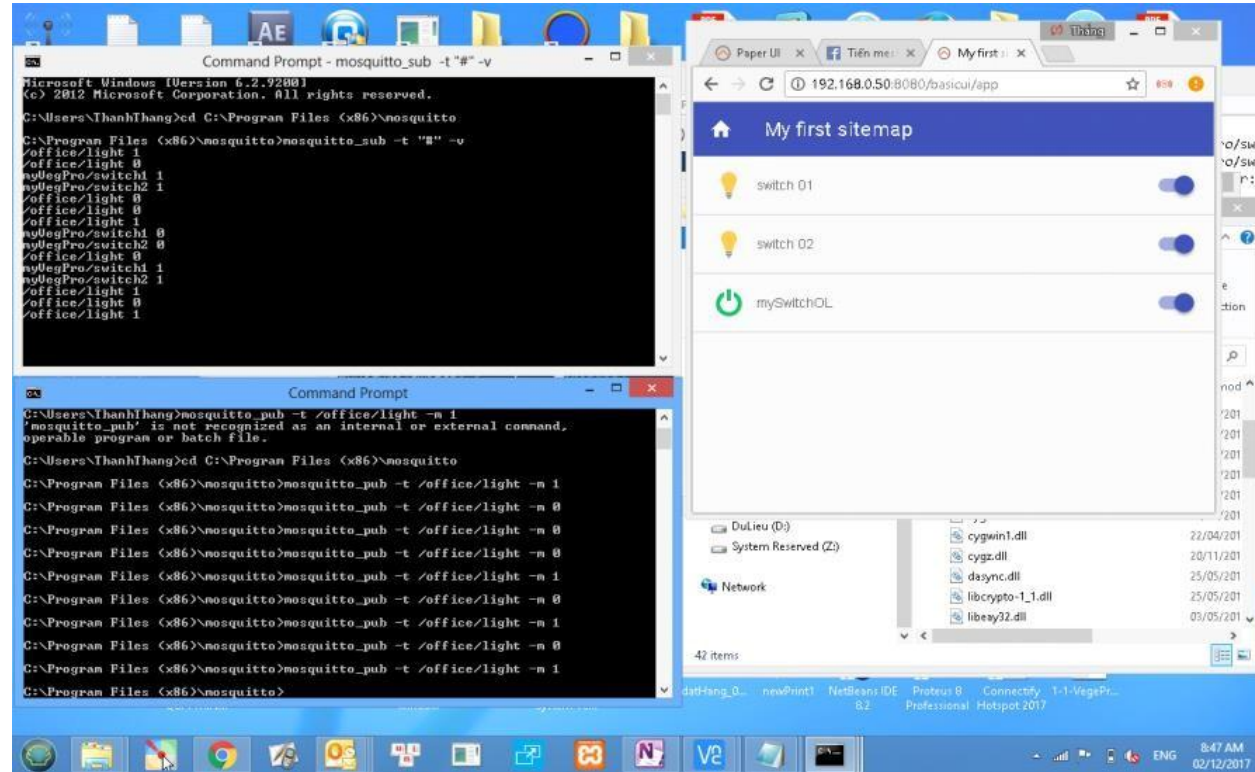 AE
Command Prompt - mosquitto_sub -t "#" -v
Microsoft Windows [Version 6.2.9200]
(c) 2012 Microsoft Corporation. All rights reserved.
C:\Users\ThanhThang>cd C:\Program Files (x86)\mosquitto
C:\Program Files (x86)\mosquitto>mosquitto_sub -t "#" -v
/office/light 1
/office/light 0
myVegPro/switch1 1
myVegPro/switch2 1
/office/light 0
/office/light 0
/office/light 1
myVegPro/switch1 0
myVegPro/switch2 0
/office/light 0
myVegPro/switch1 1
myVegPro/switch2 1
/office/light 1
/office/light 0
/office/light 1
Command Prompt
C:\Users\ThanhThang>mosquitto_pub -t /office/light -m 1
'mosquitto_pub' is not recognized as an internal or external command,
operable program or batch file.
C:\Users\ThanhThang>cd C:\Program Files (x86)\mosquitto
C:\Program Files (x86)\mosquitto>mosquitto_pub -t /office/light -m 1
C:\Program Files (x86)\mosquitto>mosquitto_pub -t /office/light -m 0
C:\Program Files (x86)\mosquitto>mosquitto_pub -t /office/light -m 0
C:\Program Files (x86)\mosquitto>mosquitto_pub -t /office/light -m 0
C:\Program Files (x86)\mosquitto>mosquitto_pub -t /office/light -m 1
C:\Program Files (x86)\mosquitto>mosquitto_pub -t /office/light -m 0
C:\Program Files (x86)\mosquitto>mosquitto_pub -t /office/light -m 1
C:\Program Files (x86)\mosquitto>mosquitto_pub -t /office/light -m 0
C:\Program Files (x86)\mosquitto>mosquitto_pub -t /office/light -m 1
C:\Program Files (x86)\mosquitto>
Thăng
Paper UI
Tiến me
My first s
192.168.0.50:8080/basicui/app
My first sitemap
switch 01
switch 02
mySwitchOL
DuLieu (D:)
System Reserved (Z:)
Network
cygwin1.dll 22/04/201
cygz.dll 20/11/201
dasync.dll 25/05/201
libcrypto-1_1.dll 25/05/201
libeay32.dll 03/05/201
42 items
newPrint1
NetBeans IDE 8.2
Proteus 8 Professional
Connectify Hotspot 2017
1-1-VegePr...
ENG
8:47 AM
02/12/2017